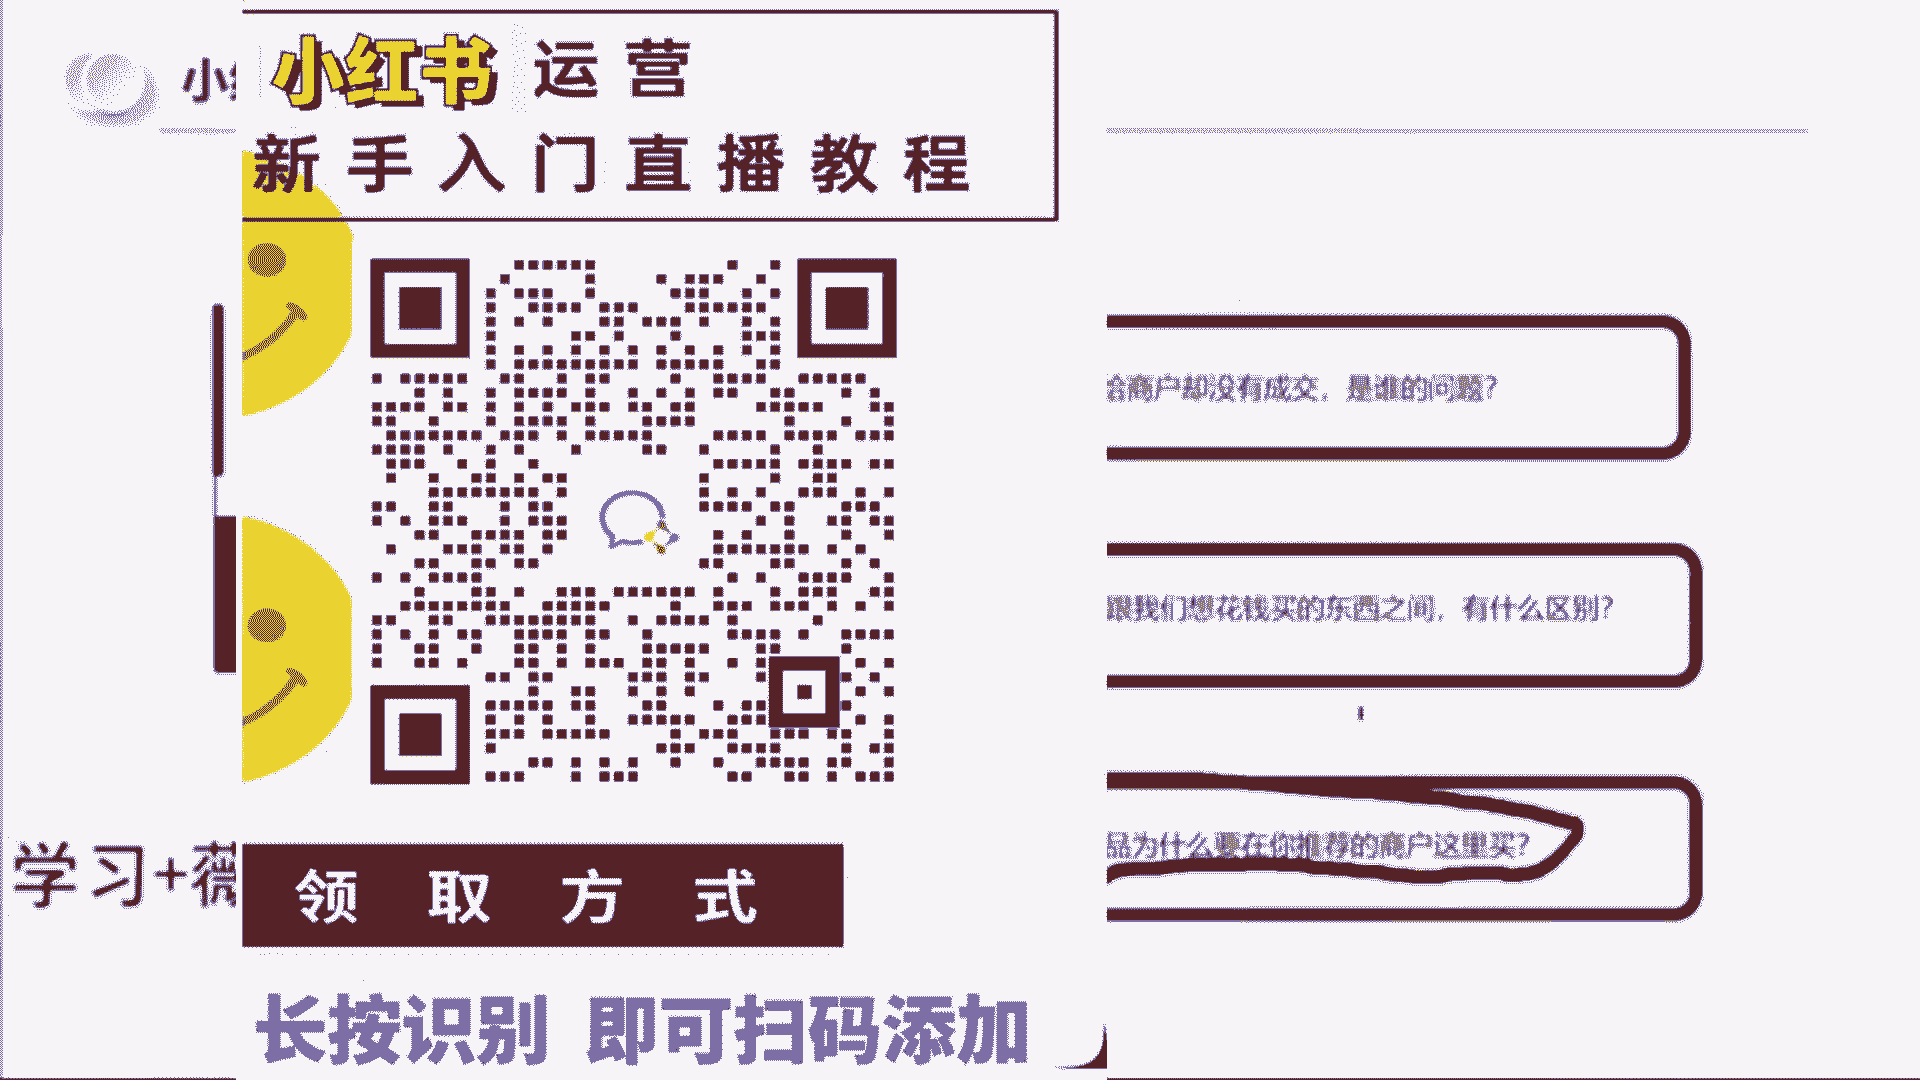 小红书 运营
新手入门直播教程
商户却没有成交，是谁的问题？
跟我们想花钱买的东西之间，有什么区别？
品为什么要在你推荐的商户这里买？
学习+薇
领取方式
长按识别 即可扫码添加